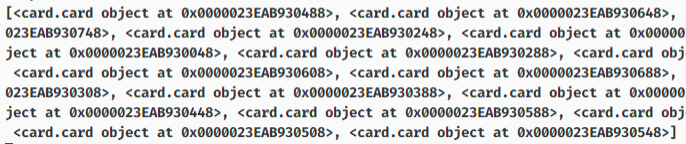 [<card.card object at 0x0000023EAB930488>, <card.card object at 0x0000023EAB930648>,
023EAB930748>, <card.card object at 0x0000023EAB930248>, <card.card object at 0x00000
ject at 0x0000023EAB930048>, <card.card object at 0x0000023EAB930288>, <card.card obj
<card.card object at 0x0000023EAB930608>, <card.card object at 0x0000023EAB930688>,
023EAB930308>, <card.card object at 0x0000023EAB930388>, <card.card object at 0x00000
ject at 0x0000023EAB930448>, <card.card object at 0x0000023EAB930588>, <card.card obj
<card.card object at 0x0000023EAB930508>, <card.card object at 0x0000023EAB930548>]